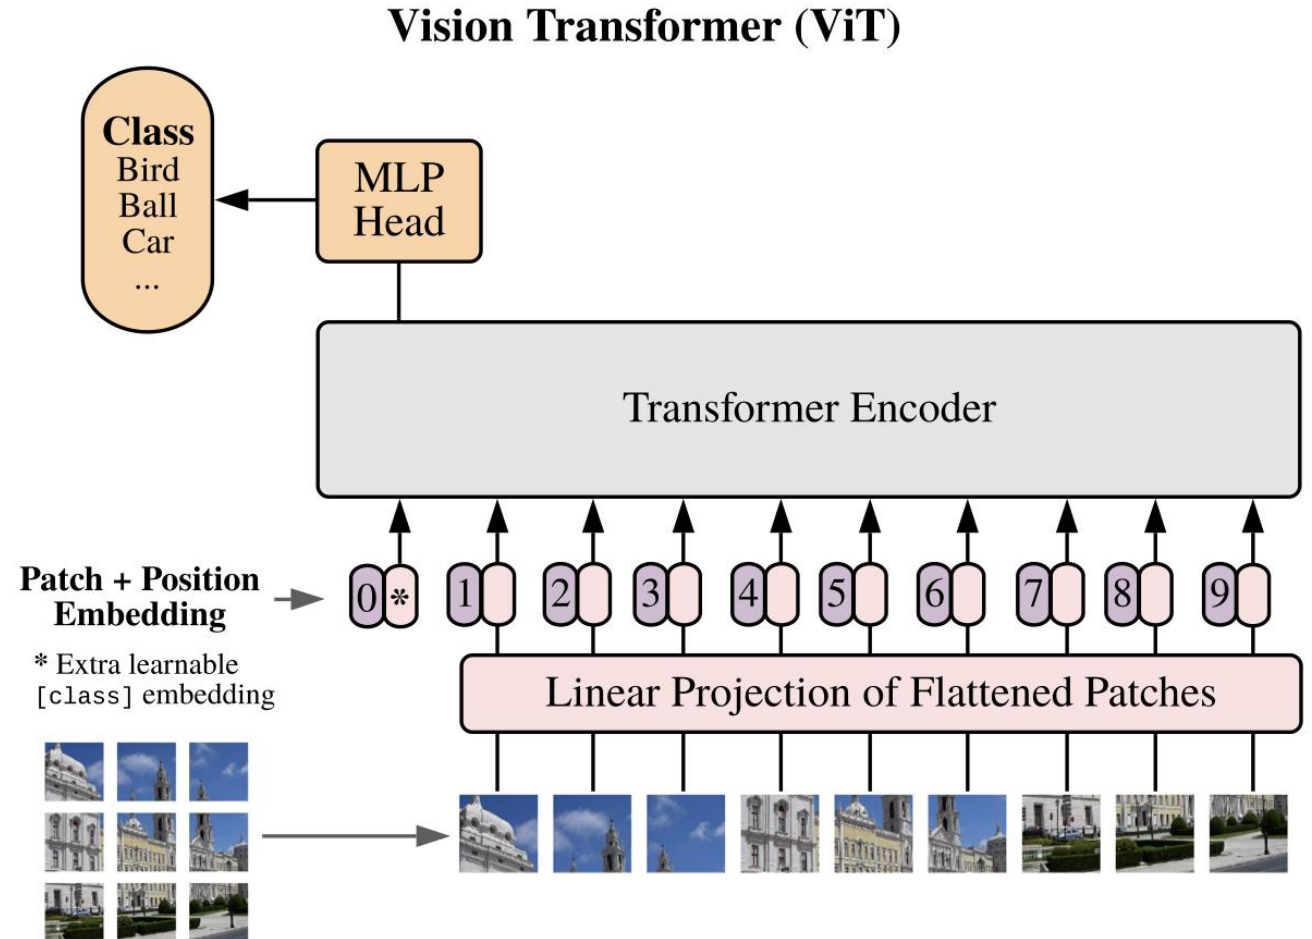 Vision Transformer (ViT)
Class
Bird
Ball
Car
...
MLP
Head
Transformer Encoder
Patch + Position
Embedding
0 * 1 2 3 4 5 6 7 8 9
* Extra learnable
[class] embedding
Linear Projection of Flattened Patches